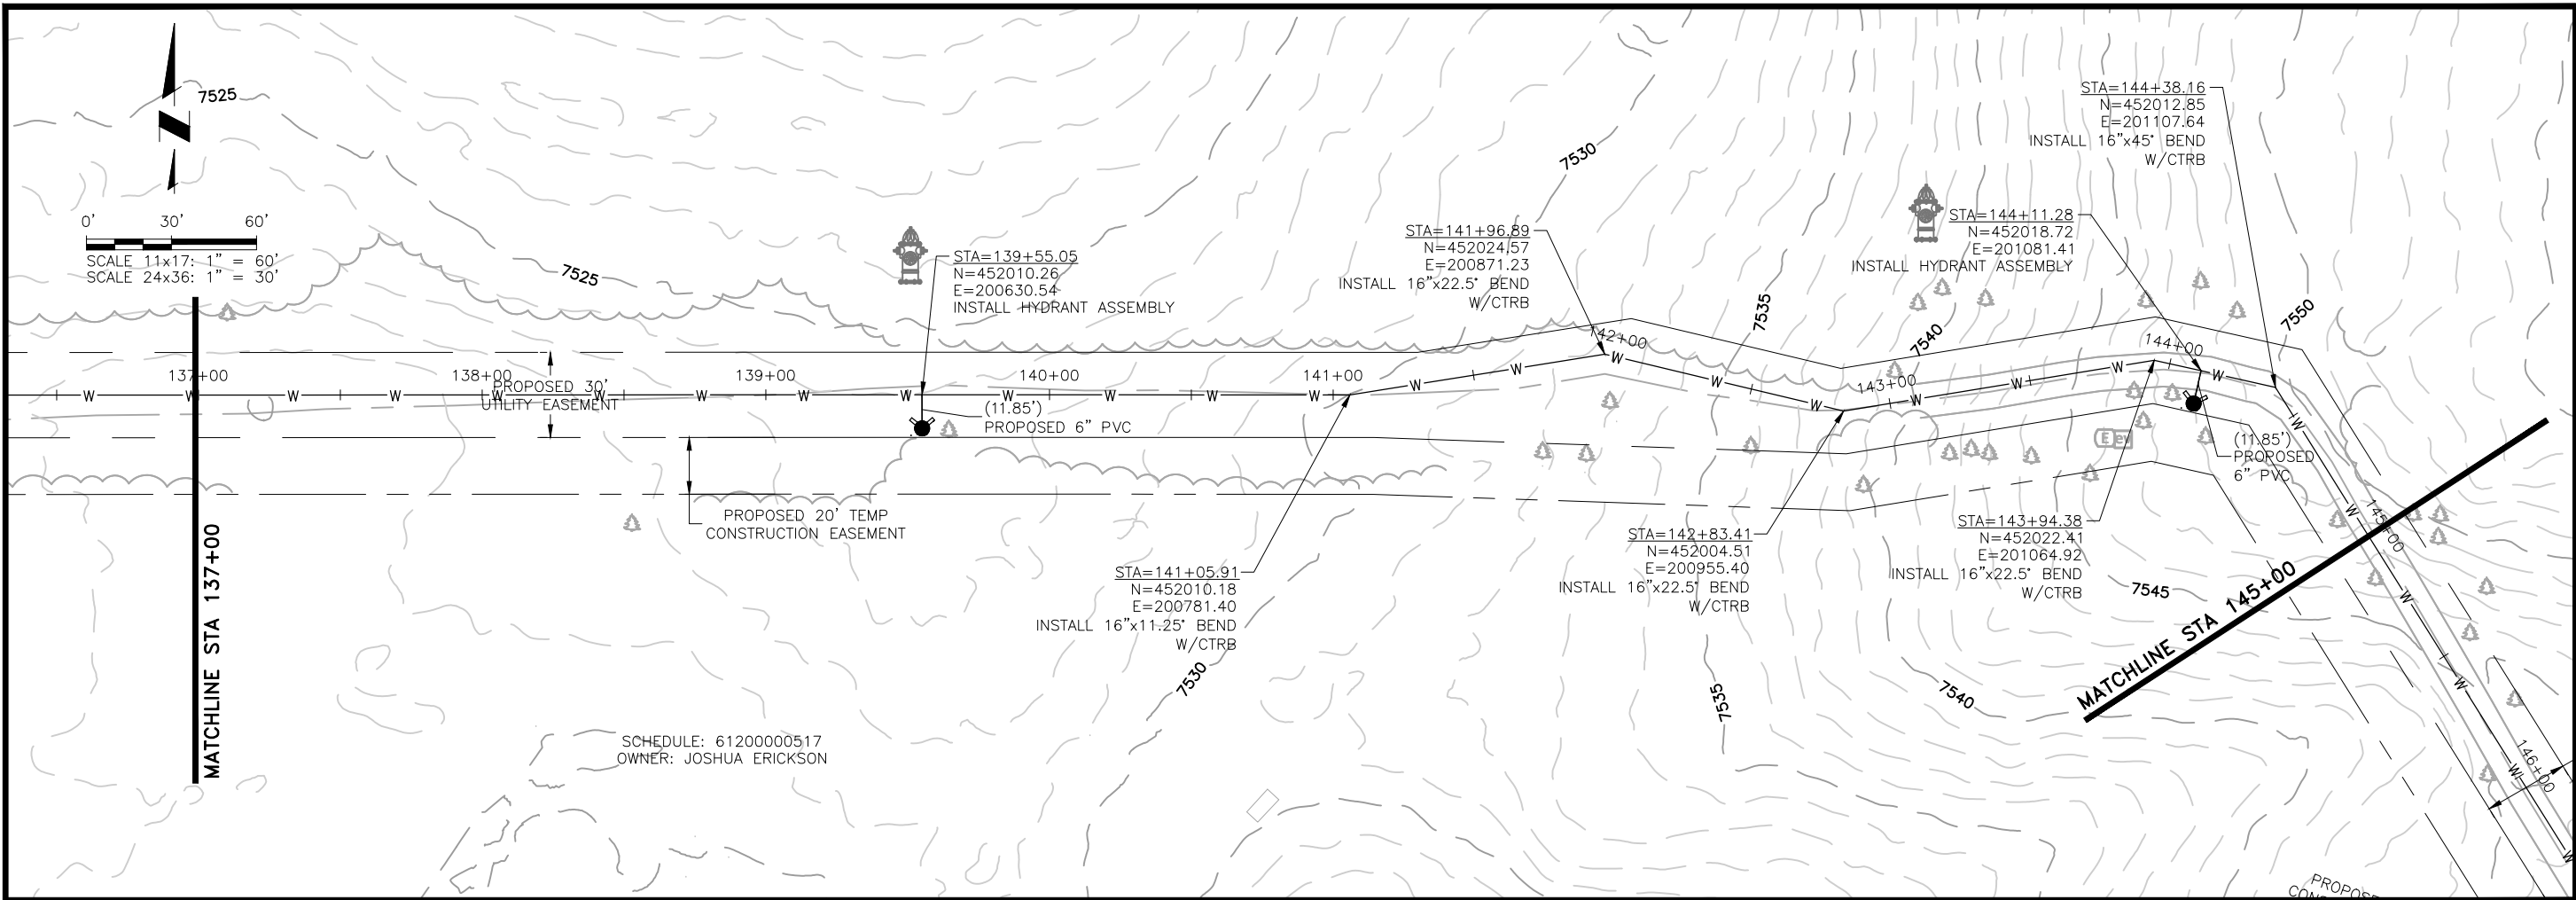 7525
0' 30' 60'
SCALE 11x17: 1" = 60'
SCALE 24x36: 1" = 30'
7525
STA=139+55.05
N=452010.26
E=200630.54
INSTALL HYDRANT ASSEMBLY
7530
STA=141+96.89
N=452024.57
E=200871.23
INSTALL 16"x22.5° BEND
W/CTRB
STA=144+11.28
N=452018.72
E=201081.41
INSTALL HYDRANT ASSEMBLY
STA=144+38.16
N=452012.85
E=201107.64
INSTALL 16"x45° BEND
W/CTRB
7535
7540
7550
137+00
138+00
139+00
140+00
141+00
142+00
143+00
144+00
145+00
146+00
W W W W W W W W W W W W W W W W W W W W W W W W W
PROPOSED 30'
UTILITY EASEMENT
(11.85')
PROPOSED 6" PVC
(11.85')
PROPOSED
6" PVC
E ev
PROPOSED 20' TEMP
CONSTRUCTION EASEMENT
STA=141+05.91
N=452010.18
E=200781.40
INSTALL 16"x11.25° BEND
W/CTRB
STA=142+83.41
N=452004.51
E=200955.40
INSTALL 16"x22.5° BEND
W/CTRB
STA=143+94.38
N=452022.41
E=201064.92
INSTALL 16"x22.5° BEND
W/CTRB
7545
MATCHLINE STA 137+00
MATCHLINE STA 145+00
7530
7535
7540
SCHEDULE: 61200000517
OWNER: JOSHUA ERICKSON